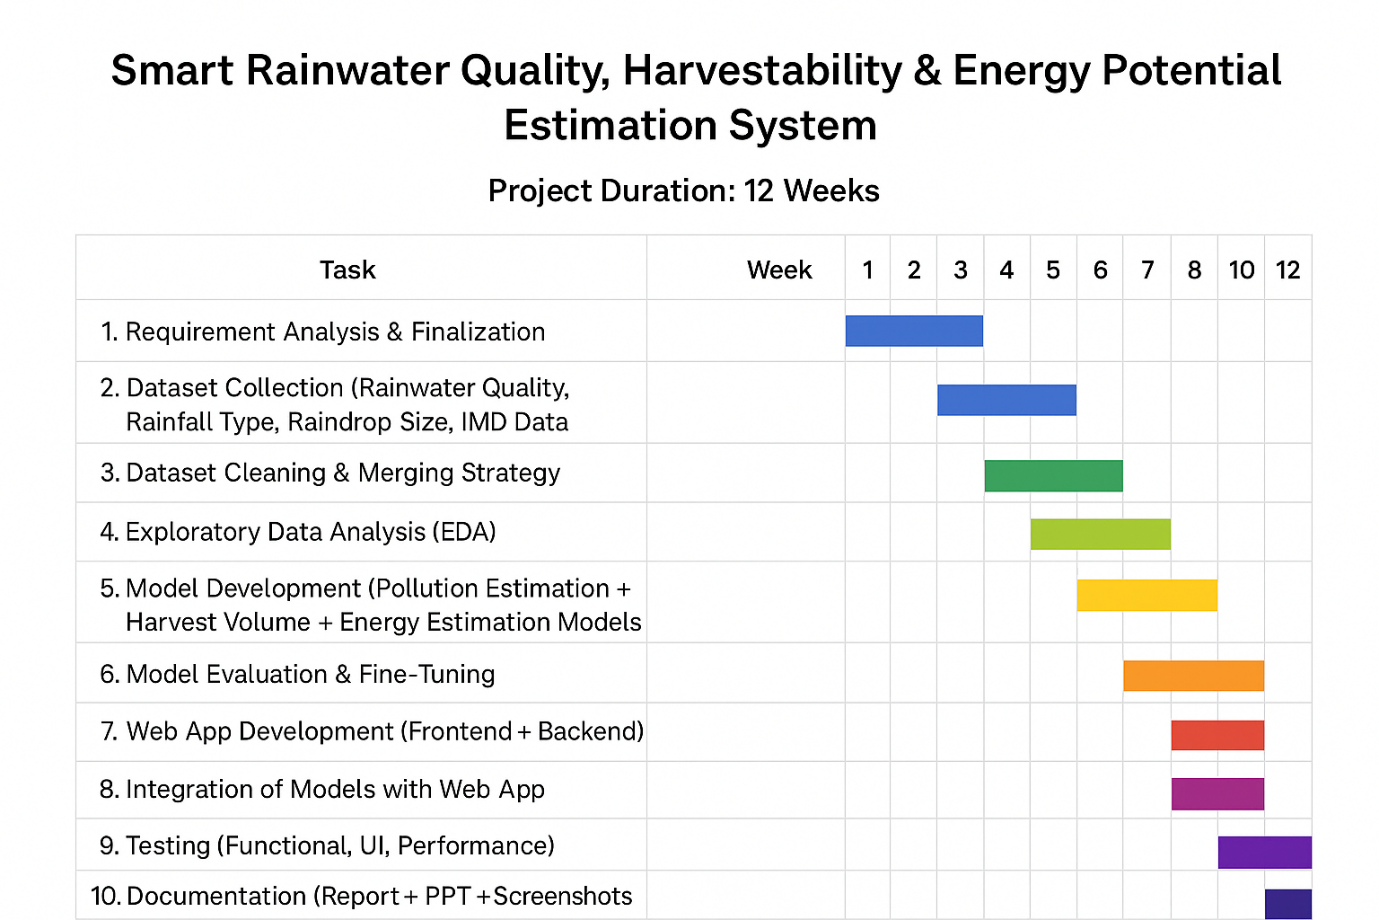 Smart Rainwater Quality, Harvestability & Energy Potential
Estimation System
Project Duration: 12 Weeks
Task Week 1 2 3 4 5 6 7 8 10 12
1. Requirement Analysis & Finalization
2. Dataset Collection (Rainwater Quality,
Rainfall Type, Raindrop Size, IMD Data
3. Dataset Cleaning & Merging Strategy
4. Exploratory Data Analysis (EDA)
5. Model Development (Pollution Estimation +
Harvest Volume + Energy Estimation Models
6. Model Evaluation & Fine-Tuning
7. Web App Development (Frontend + Backend)
8. Integration of Models with Web App
9. Testing (Functional, UI, Performance)
10. Documentation (Report + PPT + Screenshots